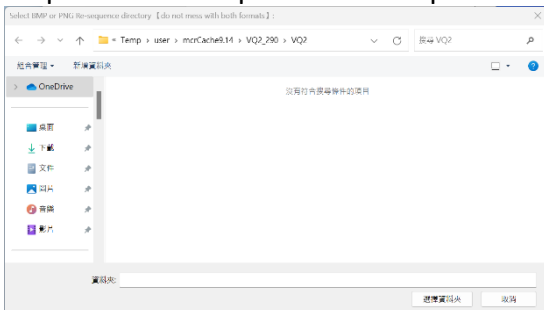 Select BMP or PNG Re-sequence directory【do not mess with both formats】:
« Temp › user › mcrCache9.14 › VQ2_290 › VQ2
搜尋 VQ2
組合管理
新增資料夾
OneDrive
沒有符合搜尋條件的項目
桌面
下載
文件
圖片
音樂
影片
資料夾:
選擇資料夾
取消